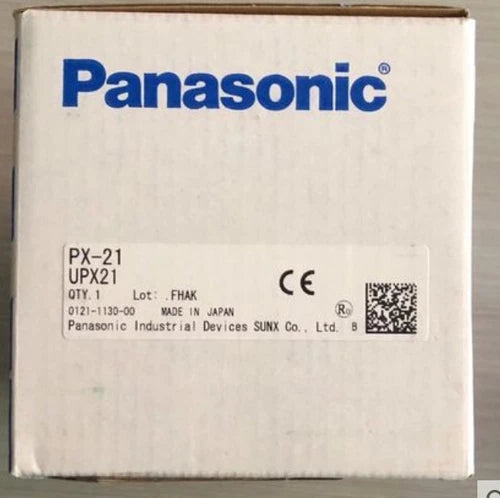 Panasonic®
PX-21
UPX21
QTY.1 Lot: .FHAK
0121-1130-00 MADE IN JAPAN
Panasonic Industrial Devices SUNX Co., Ltd. B
CE
Ro